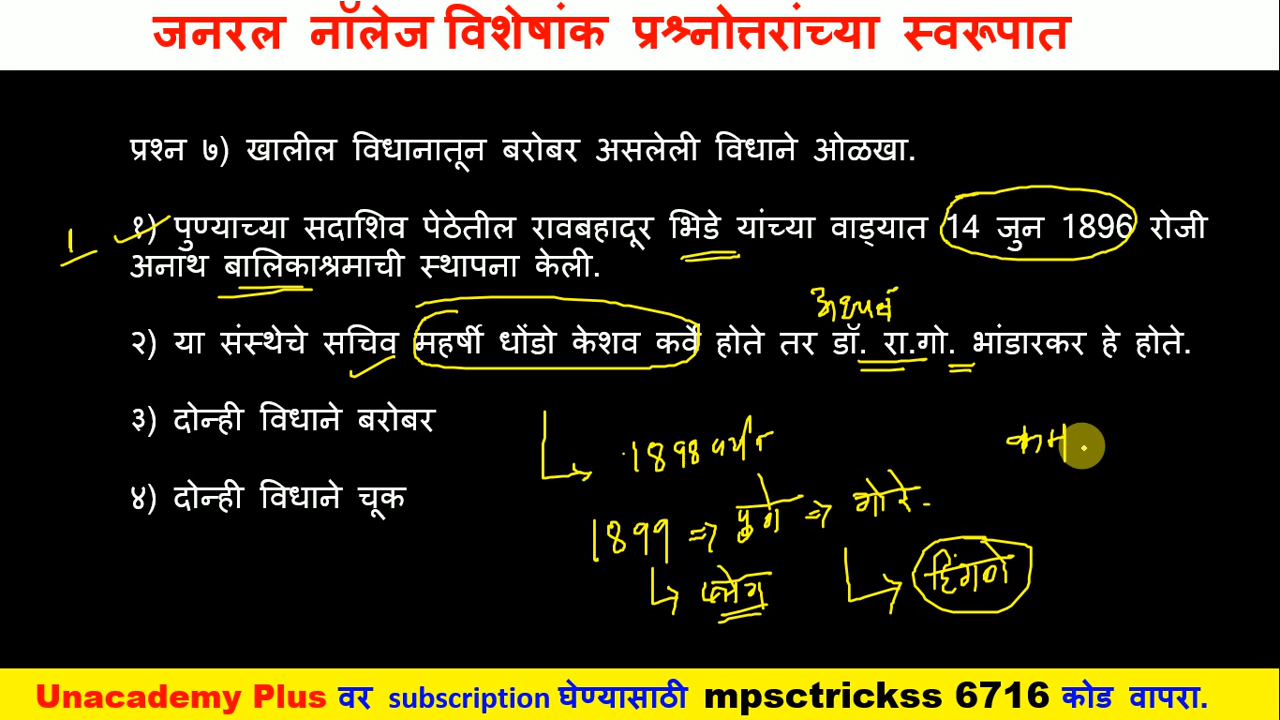 जनरल नॉलेज विशेषांक प्रश्नोत्तरांच्या स्वरूपात
प्रश्न ७) खालील विधानातून बरोबर असलेली विधाने ओळखा.
१) पुण्याच्या सदाशिव पेठेतील रावबहादूर भिडे यांच्या वाड्यात 14 जुन 1896 रोजी
1
अनाथ बालिकाश्रमाची स्थापना केली.
अध्यक्ष
२) या संस्थेचे सचिव महर्षी धोंडो केशव कर्वे होते तर डॉ. रा.गो. भांडारकर हे होते.
३) दोन्ही विधाने बरोबर
1898 पर्यंत
४) दोन्ही विधाने चूक
1899 ⇒ पुणे ⇒ गोरे.
प्लेग हिंगणे
Unacademy Plus वर subscription घेण्यासाठी mpsctrickss 6716 कोड वापरा.